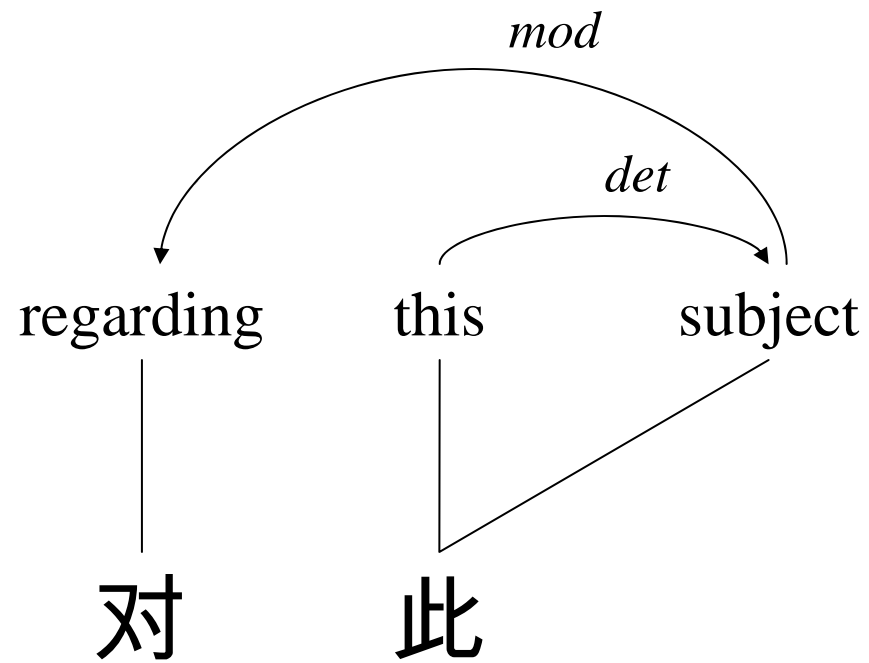 mod
det
regarding this subject
对 此